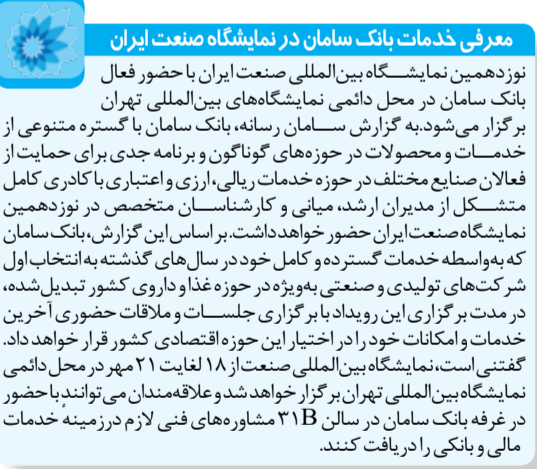 معرفی خدمات بانک سامان در نمایشگاه صنعت ایران
نوزدهمین نمایشگاه بین‌المللی صنعت ایران با حضور فعال
بانک سامان در محل دائمی نمایشگاه‌های بین‌المللی تهران
برگزار می‌شود.به گزارش سامان رسانه، بانک سامان با گستره متنوعی از
خدمات و محصولات در حوزه‌های گوناگون و برنامه جدی برای حمایت از
فعالان صنایع مختلف در حوزه خدمات ریالی، ارزی و اعتباری با کادری کامل
متشکل از مدیران ارشد، میانی و کارشناسان متخصص در نوزدهمین
نمایشگاه صنعت ایران حضور خواهد داشت. بر اساس این گزارش، بانک سامان
که به‌واسطه خدمات گسترده و کامل خود در سال‌های گذشته به انتخاب اول
شرکت‌های تولیدی و صنعتی به‌ویژه در حوزه غذا و داروی کشور تبدیل شده،
در مدت برگزاری این رویداد با برگزاری جلسات و ملاقات حضوری آخرین
خدمات و امکانات خود را در اختیار این حوزه اقتصادی کشور قرار خواهد داد.
گفتنی است، نمایشگاه بین‌المللی صنعت از ۱۸ لغایت ۲۱ مهر در محل دائمی
نمایشگاه بین‌المللی تهران برگزار خواهد شد و علاقه‌مندان می‌توانند با حضور
در غرفه بانک سامان در سالن ۳۱B مشاوره‌های فنی لازم در زمینهٔ خدمات
مالی و بانکی را دریافت کنند.